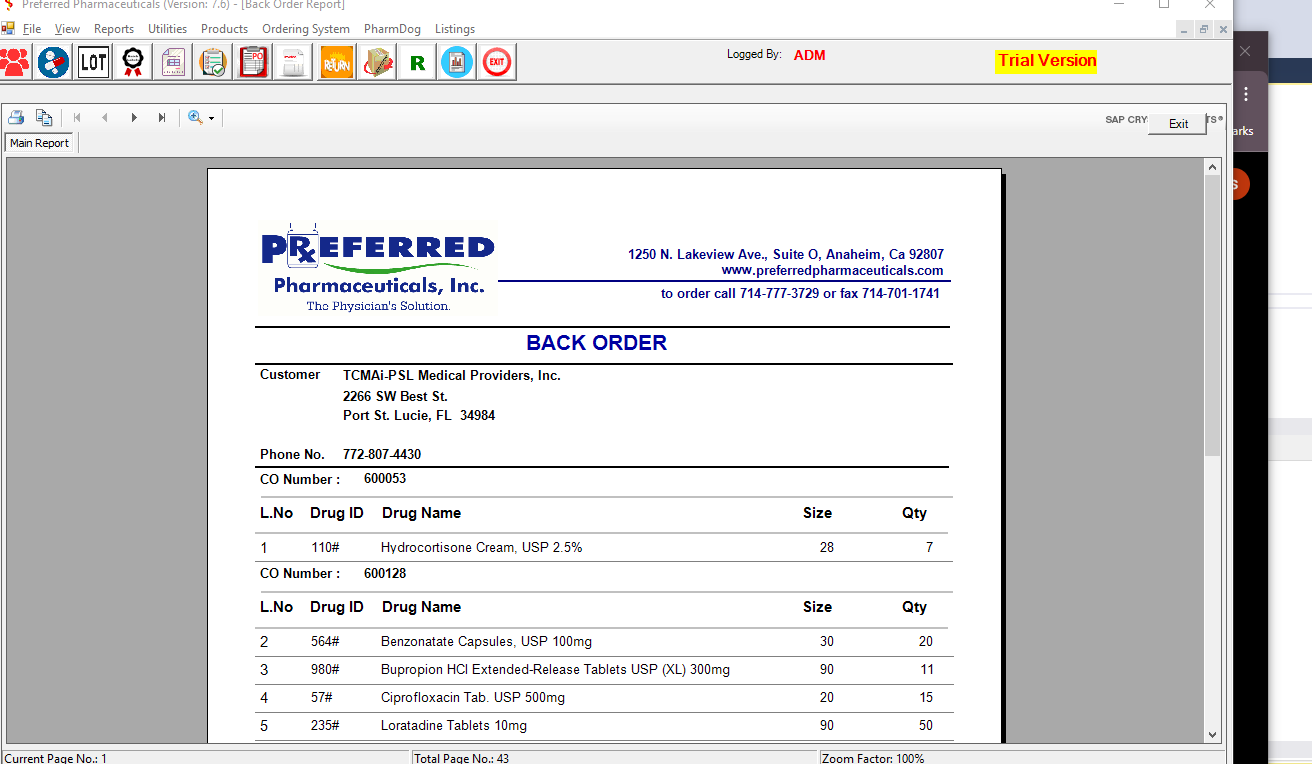 Preferred Pharmaceuticals (Version: 7.6) - [Back Order Report]
File View Reports Utilities Products Ordering System PharmDog Listings
LOT PO RETURN R EXIT
Logged By: ADM
Trial Version
SAP CRY
Exit
TS®
arks
Main Report
S
PREFERRED
Pharmaceuticals, Inc.
The Physician's Solution.
1250 N. Lakeview Ave., Suite O, Anaheim, Ca 92807
www.preferredpharmaceuticals.com
to order call 714-777-3729 or fax 714-701-1741
BACK ORDER
Customer TCMAi-PSL Medical Providers, Inc.
2266 SW Best St.
Port St. Lucie, FL 34984
Phone No. 772-807-4430
CO Number : 600053
L.No Drug ID Drug Name Size Qty
1 110# Hydrocortisone Cream, USP 2.5% 28 7
CO Number : 600128
L.No Drug ID Drug Name Size Qty
2 564# Benzonatate Capsules, USP 100mg 30 20
3 980# Bupropion HCl Extended-Release Tablets USP (XL) 300mg 90 11
4 57# Ciprofloxacin Tab. USP 500mg 20 15
5 235# Loratadine Tablets 10mg 90 50
Current Page No.: 1
Total Page No.: 43
Zoom Factor: 100%